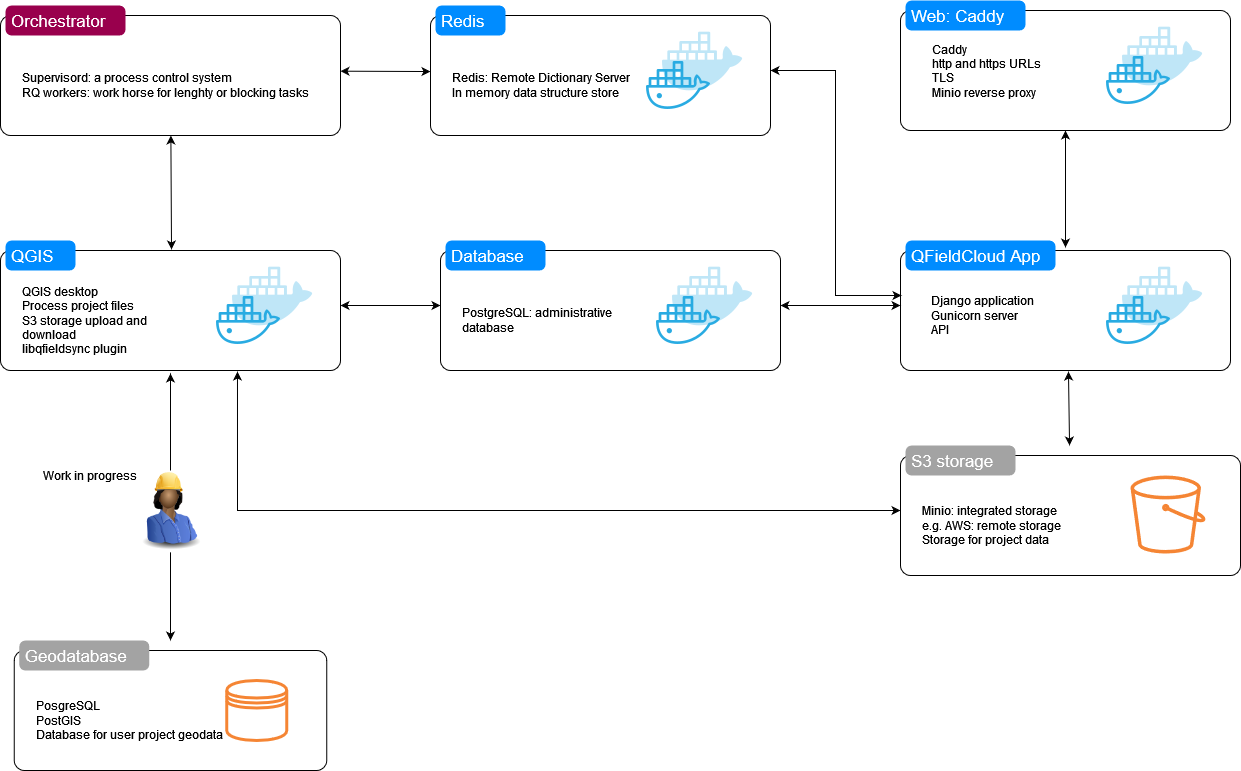 Orchestrator
Supervisord: a process control system
RQ workers: work horse for lenghty or blocking tasks
Redis
Redis: Remote Dictionary Server
In memory data structure store
Web: Caddy
Caddy
http and https URLs
TLS
Minio reverse proxy
QGIS
QGIS desktop
Process project files
S3 storage upload and
download
libqfieldsync plugin
Database
PostgreSQL: administrative
database
QFieldCloud App
Django application
Gunicorn server
API
Work in progress
S3 storage
Minio: integrated storage
e.g. AWS: remote storage
Storage for project data
Geodatabase
PosgreSQL
PostGIS
Database for user project geodata